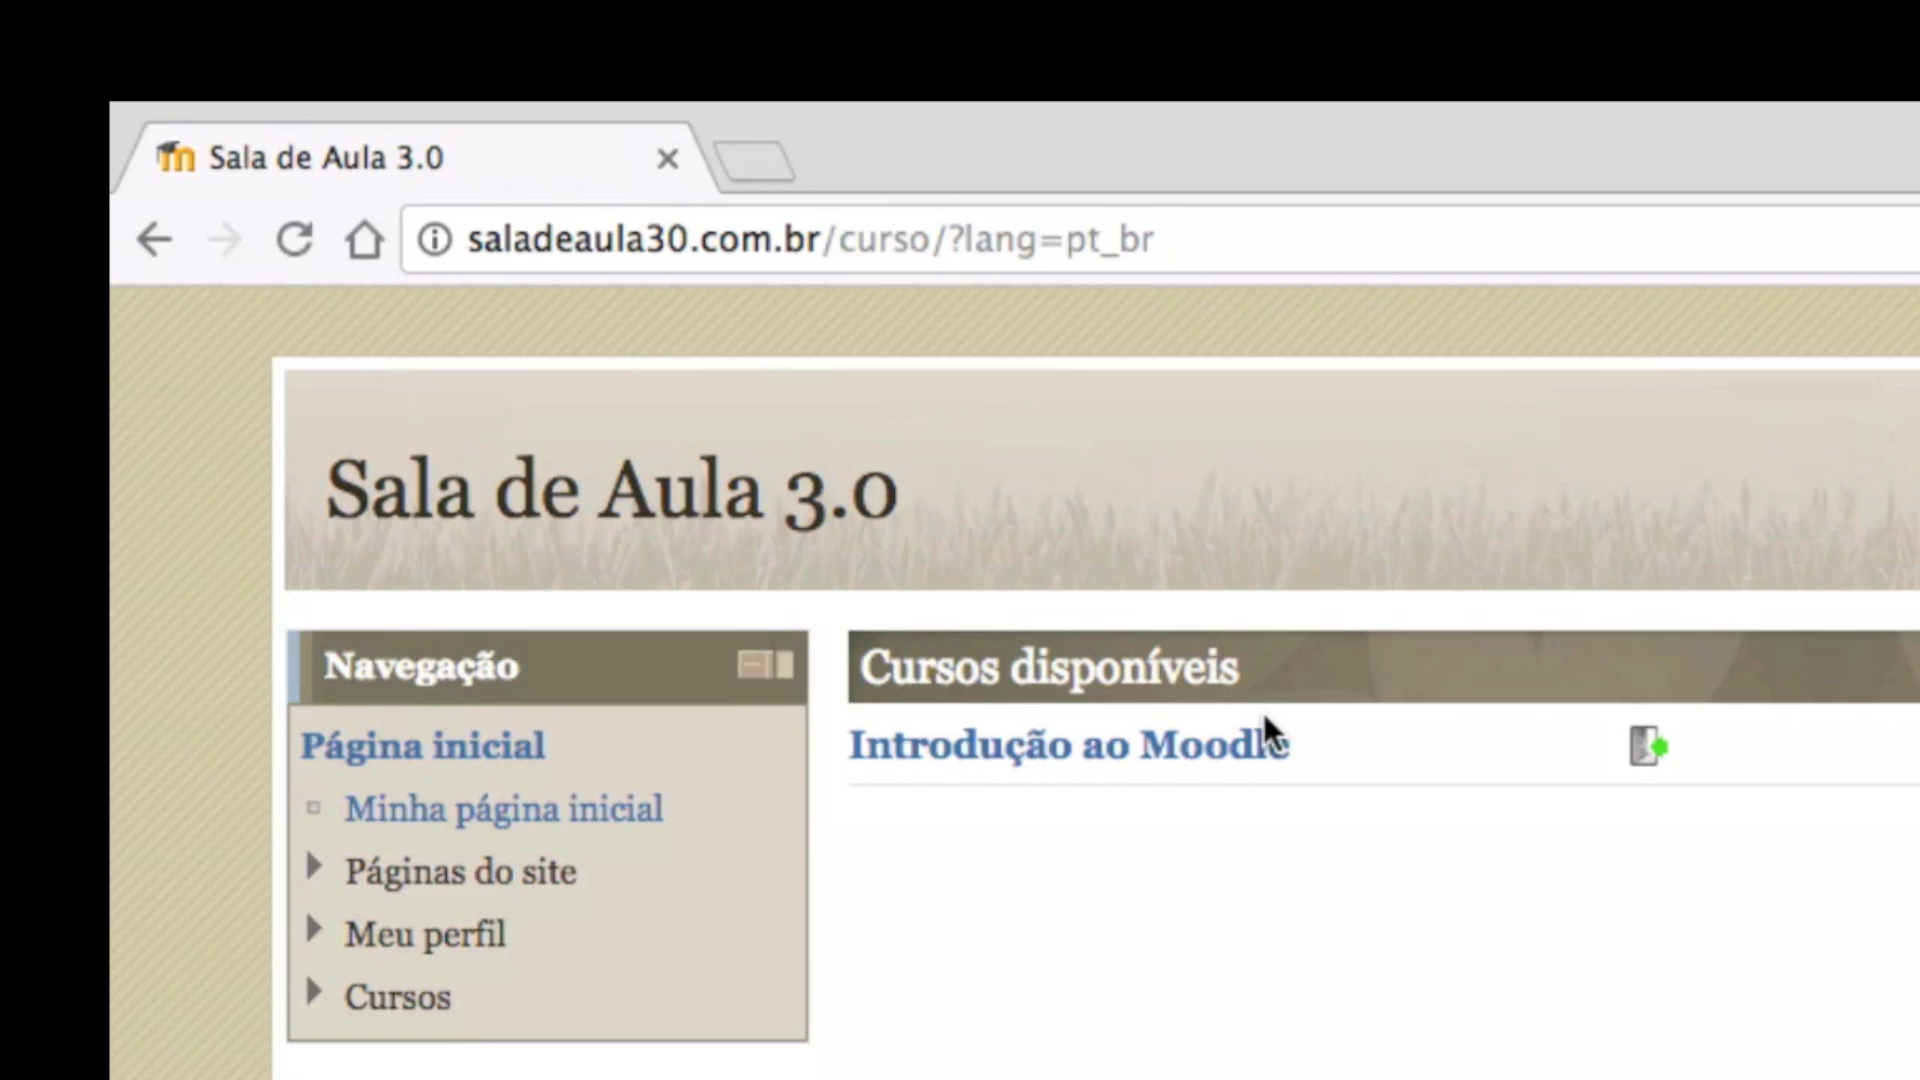 Sala de Aula 3.0
saladeaula30.com.br/curso/?lang=pt_br
Sala de Aula 3.0
Navegação
Página inicial
Minha página inicial
Páginas do site
Meu perfil
Cursos
Cursos disponíveis
Introdução ao Moodle